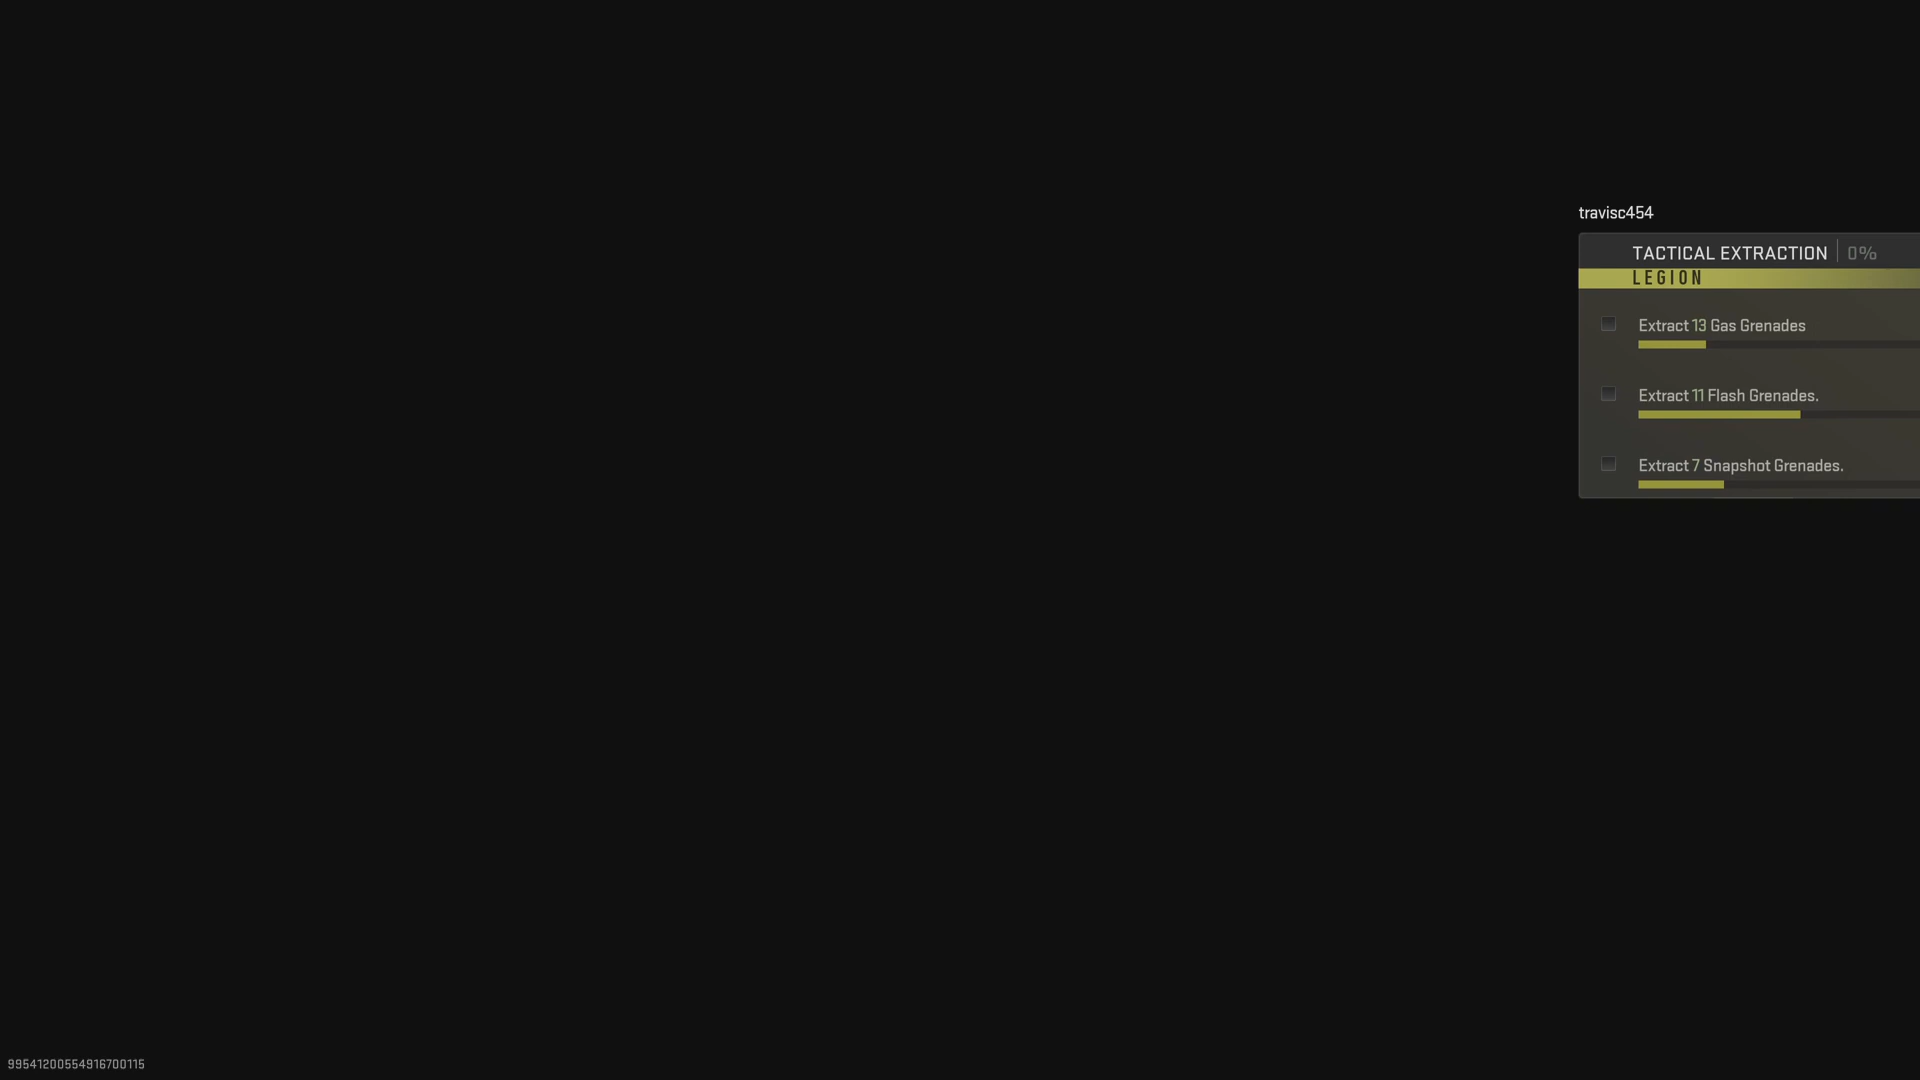 travisc454
TACTICAL EXTRACTION 0%
LEGION
Extract 13 Gas Grenades
Extract 11 Flash Grenades.
Extract 7 Snapshot Grenades.
99541200554916700115